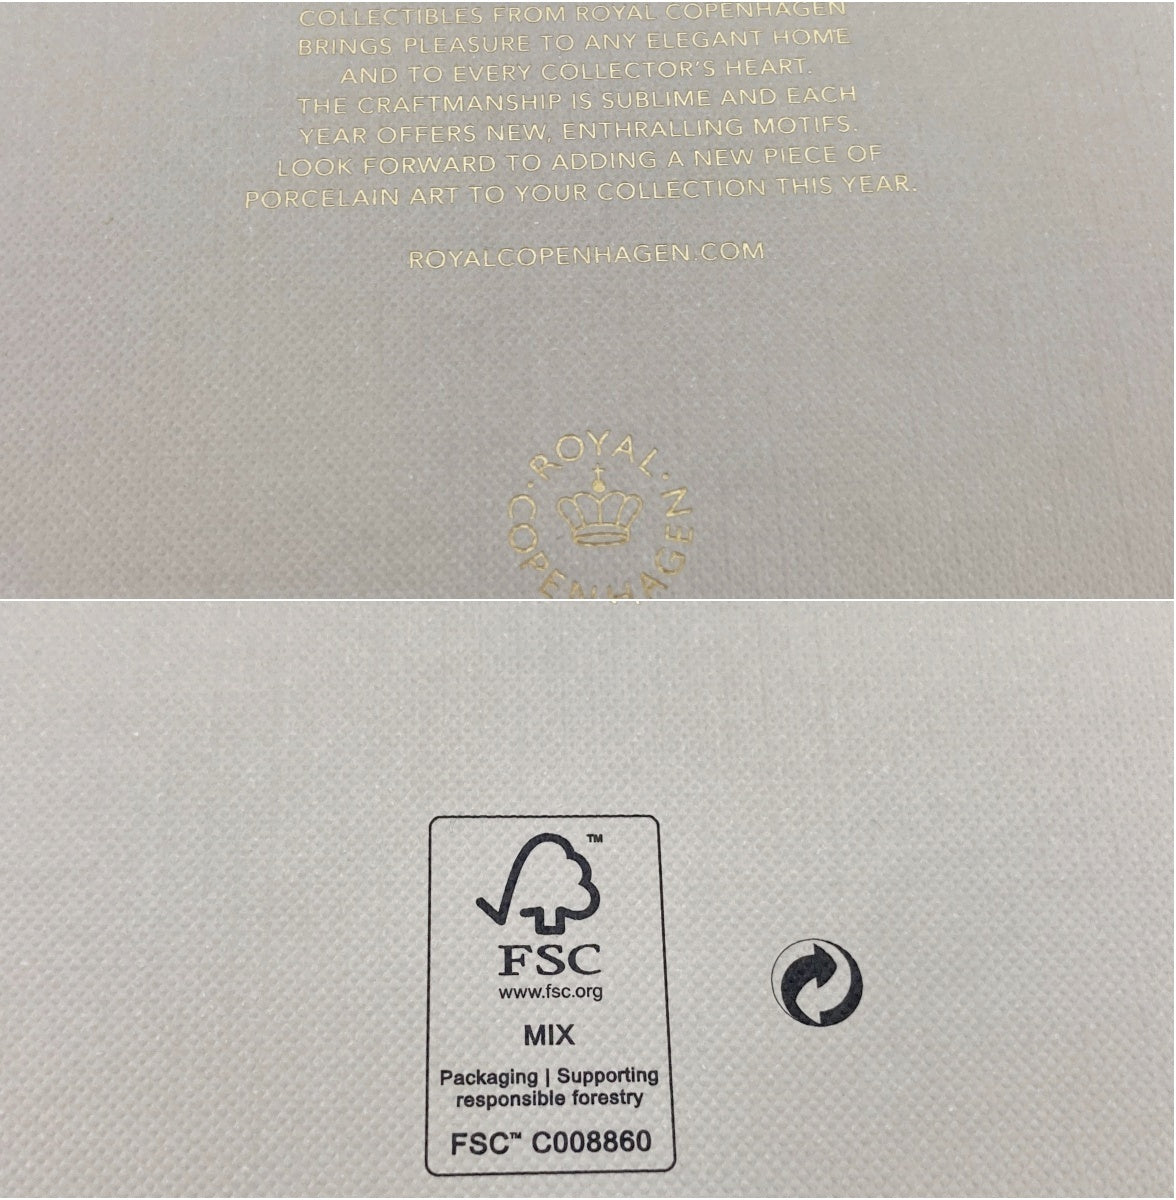 COLLECTIBLES FROM ROYAL COPENHAGEN
BRINGS PLEASURE TO ANY ELEGANT HOME
AND TO EVERY COLLECTOR'S HEART.
THE CRAFTMANSHIP IS SUBLIME AND EACH
YEAR OFFERS NEW, ENTHRALLING MOTIFS.
LOOK FORWARD TO ADDING A NEW PIECE OF
PORCELAIN ART TO YOUR COLLECTION THIS YEAR.
ROYALCOPENHAGEN.COM
· ROYAL · COPENHAGEN
™
FSC
www.fsc.org
MIX
Packaging | Supporting
responsible forestry
FSC™ C008860